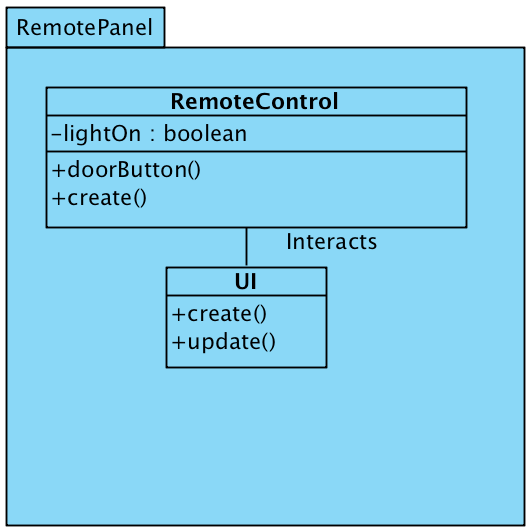 RemotePanel
RemoteControl
-lightOn : boolean
+doorButton()
+create()
Interacts
UI
+create()
+update()